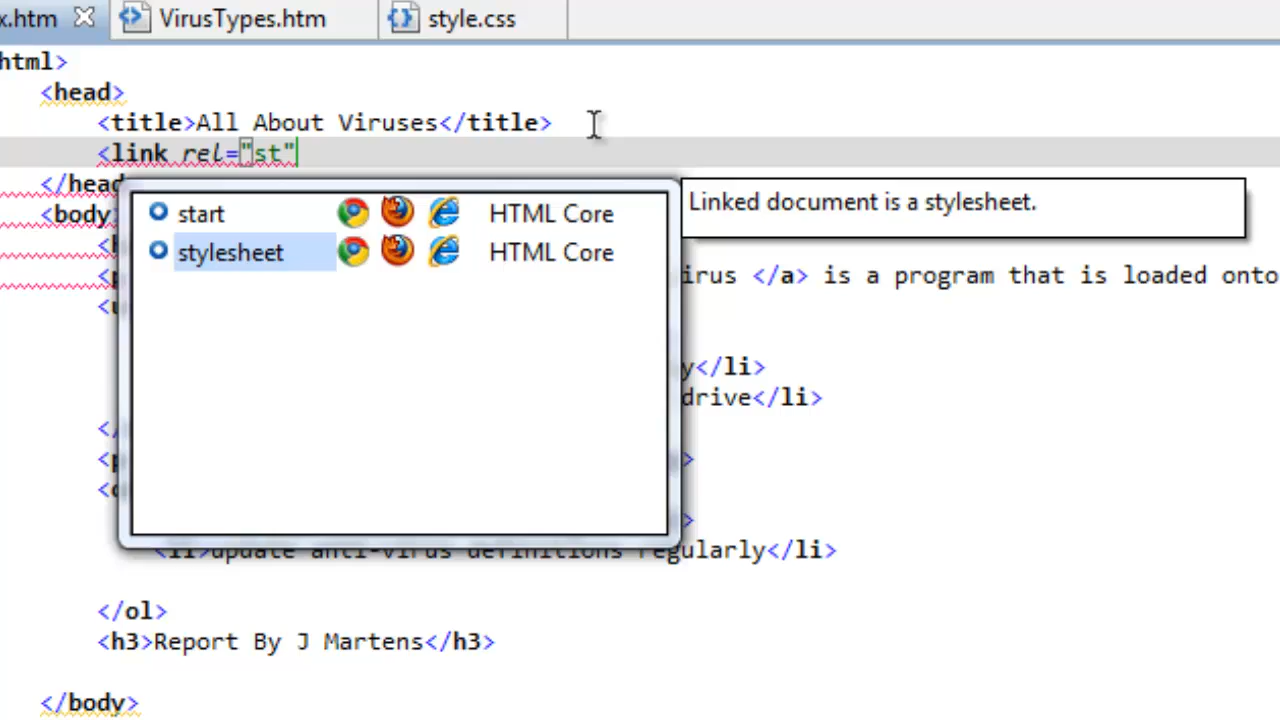 x.htm VirusTypes.htm style.css
html>
<head>
<title>All About Viruses</title>
<link rel="st"
</head
<body
start HTML Core
Linked document is a stylesheet.
stylesheet HTML Core
<h
<p irus </a> is a program that is loaded onto
<u
y</li>
drive</li>
</
<p >
<o
>
<li>update anti-virus definitions regularly</li>
</ol>
<h3>Report By J Martens</h3>
</body>